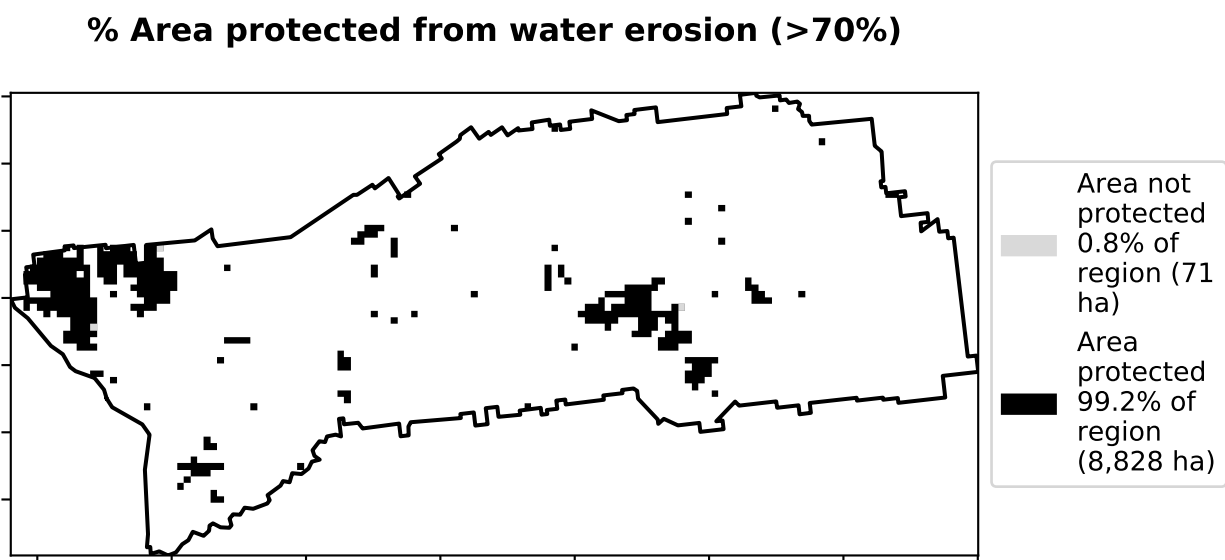 % Area protected from water erosion (>70%)
Area not
protected
0.8% of
region (71
ha)
Area
protected
99.2% of
region
(8,828 ha)